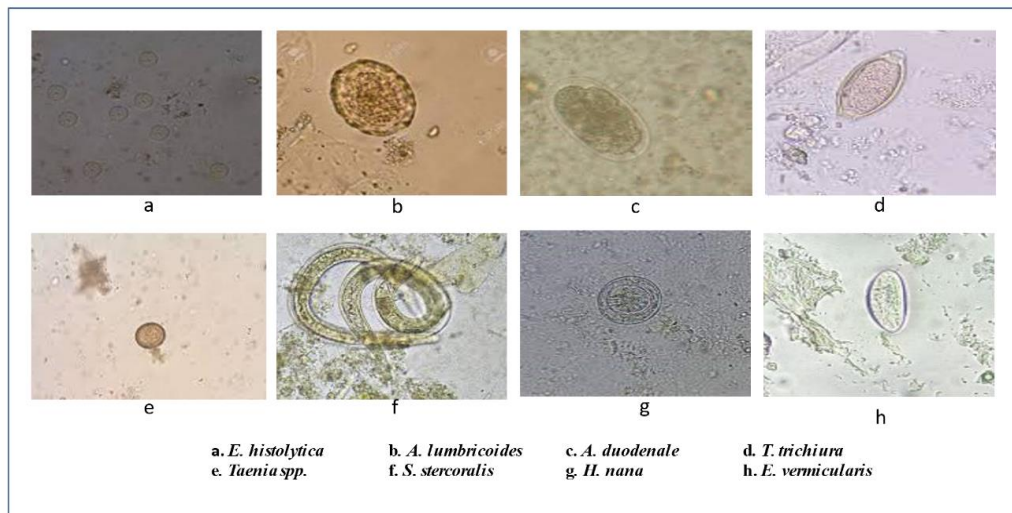 a b c d
e f g h
a. E. histolytica b. A. lumbricoides c. A. duodenale d. T. trichiura
e. Taenia spp. f. S. stercoralis g. H. nana h. E. vermicularis